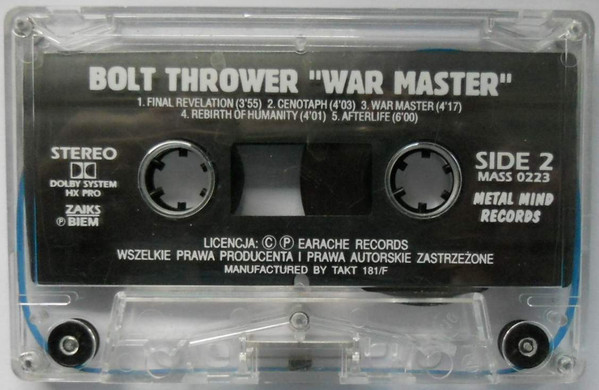 BOLT THROWER "WAR MASTER"
1. FINAL REVELATION (3'55) 2. CENOTAPH (4'03) 3. WAR MASTER (4'17)
4. REBIRTH OF HUMANITY (4'01) 5. AFTERLIFE (6'00)
STEREO
DOLBY SYSTEM
HX PRO
ZAIKS
℗ BIEM
SIDE 2
MASS 0223
METAL MIND
RECORDS
LICENCJA: © ℗ EARACHE RECORDS
WSZELKIE PRAWA PRODUCENTA I PRAWA AUTORSKIE ZASTRZEŻONE
MANUFACTURED BY TAKT 181/F